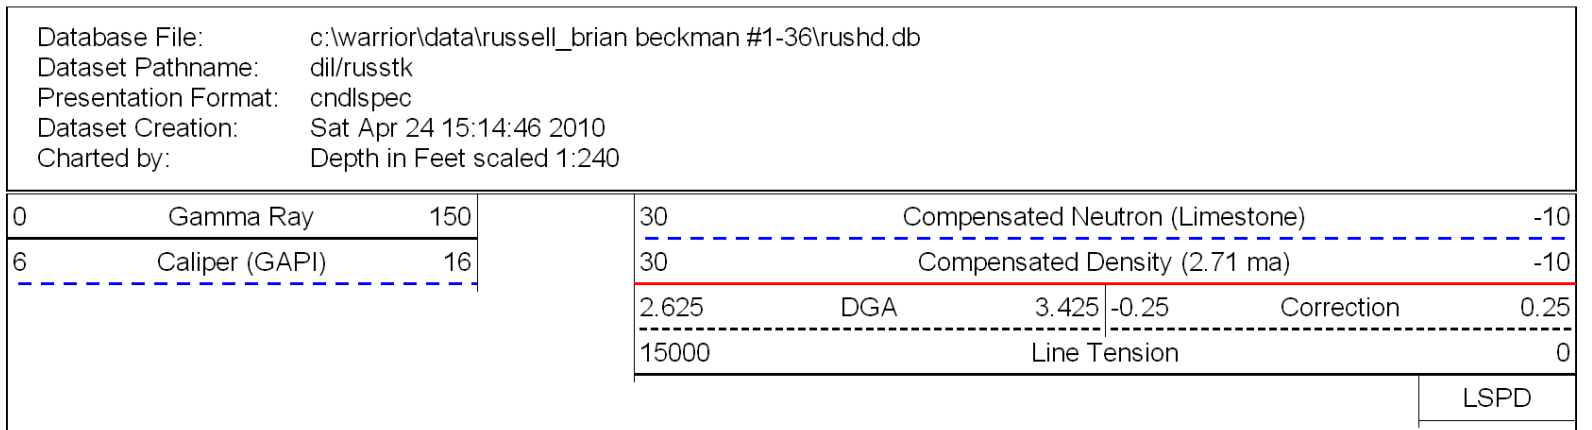 Database File: c:\warrior\data\russell_brian beckman #1-36\rushd.db
Dataset Pathname: dil/russtk
Presentation Format: cndlspec
Dataset Creation: Sat Apr 24 15:14:46 2010
Charted by: Depth in Feet scaled 1:240
0 Gamma Ray 150 30 Compensated Neutron (Limestone) -10
6 Caliper (GAPI) 16 30 Compensated Density (2.71 ma) -10
2.625 DGA 3.425 -0.25 Correction 0.25
15000 Line Tension 0
LSPD